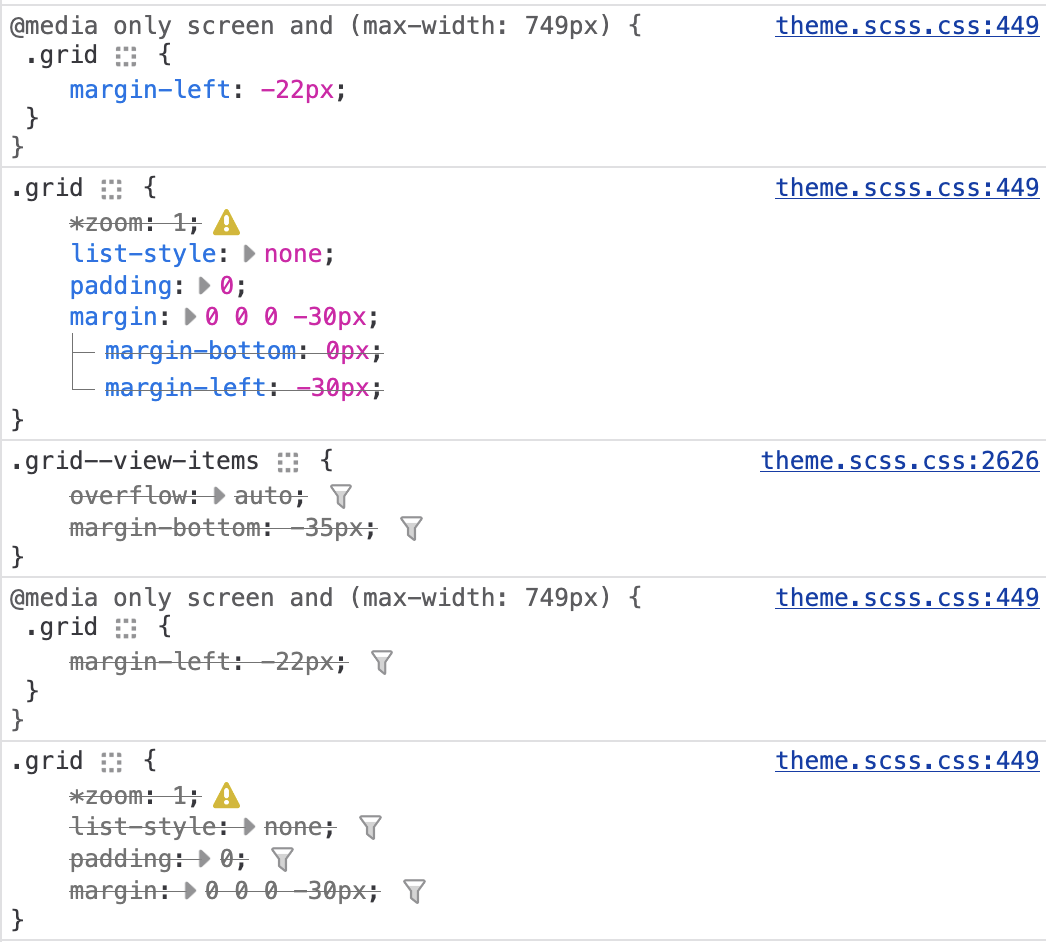 @media only screen and (max-width: 749px) { theme.scss.css:449
.grid {
margin-left: -22px;
}
}
.grid { theme.scss.css:449
*zoom: 1;
list-style: none;
padding: 0;
margin: 0 0 0 -30px;
margin-bottom: 0px;
margin-left: -30px;
}
.grid--view-items { theme.scss.css:2626
overflow: auto;
margin-bottom: -35px;
}
@media only screen and (max-width: 749px) { theme.scss.css:449
.grid {
margin-left: -22px;
}
}
.grid { theme.scss.css:449
*zoom: 1;
list-style: none;
padding: 0;
margin: 0 0 0 -30px;
}